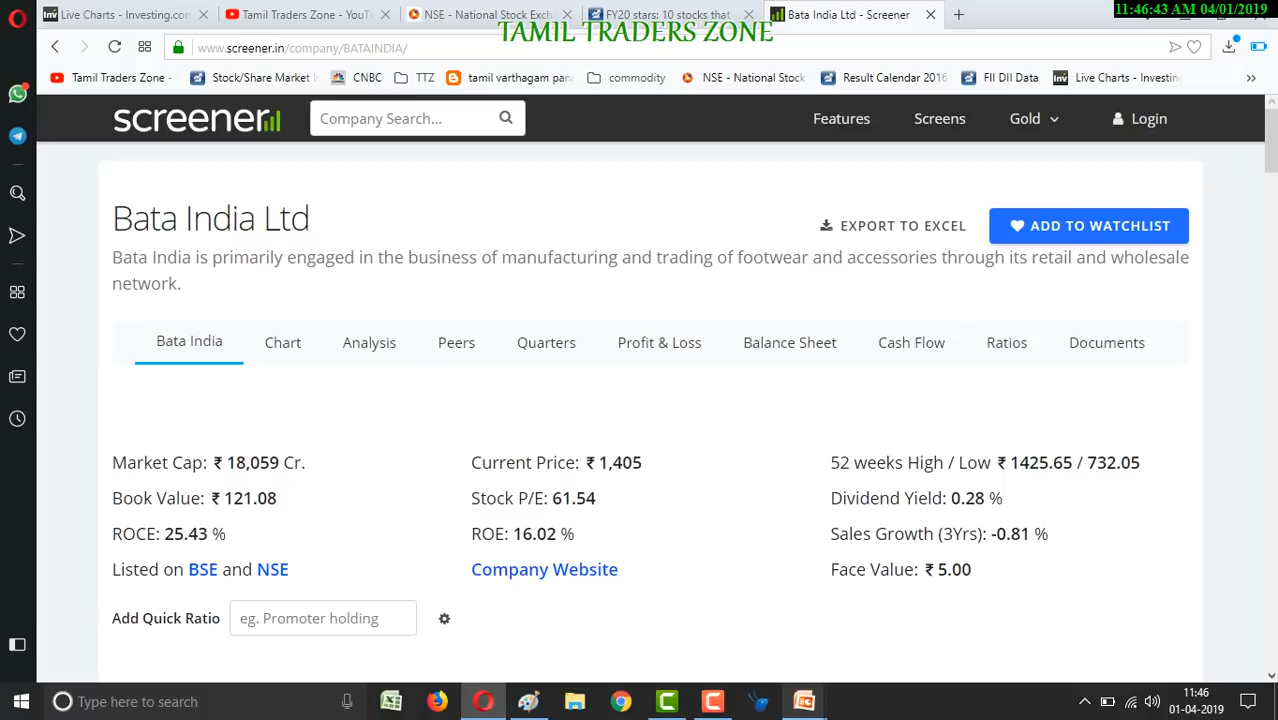 11:46:43 AM 04/01/2019
Live Charts - Investing.com
Tamil Traders Zone - YouT
NSE - National Stock Exch
FY20 stars: 10 stocks that
Bata India Ltd - Screener
TAMIL TRADERS ZONE
www.screener.in/company/BATAINDIA/
Tamil Traders Zone -
Stock/Share Market I
CNBC
TTZ
tamil varthagam pan
commodity
NSE - National Stock
Result Calendar 2016
FII DII Data
Live Charts - Investin
screener
Company Search...
Features
Screens
Gold
Login
Bata India Ltd
EXPORT TO EXCEL
ADD TO WATCHLIST
Bata India is primarily engaged in the business of manufacturing and trading of footwear and accessories through its retail and wholesale
network.
Bata India
Chart
Analysis
Peers
Quarters
Profit & Loss
Balance Sheet
Cash Flow
Ratios
Documents
Market Cap: ₹ 18,059 Cr.
Current Price: ₹ 1,405
52 weeks High / Low ₹ 1425.65 / 732.05
Book Value: ₹ 121.08
Stock P/E: 61.54
Dividend Yield: 0.28 %
ROCE: 25.43 %
ROE: 16.02 %
Sales Growth (3Yrs): -0.81 %
Listed on BSE and NSE
Company Website
Face Value: ₹ 5.00
Add Quick Ratio
eg. Promoter holding
Type here to search
11:46
01-04-2019